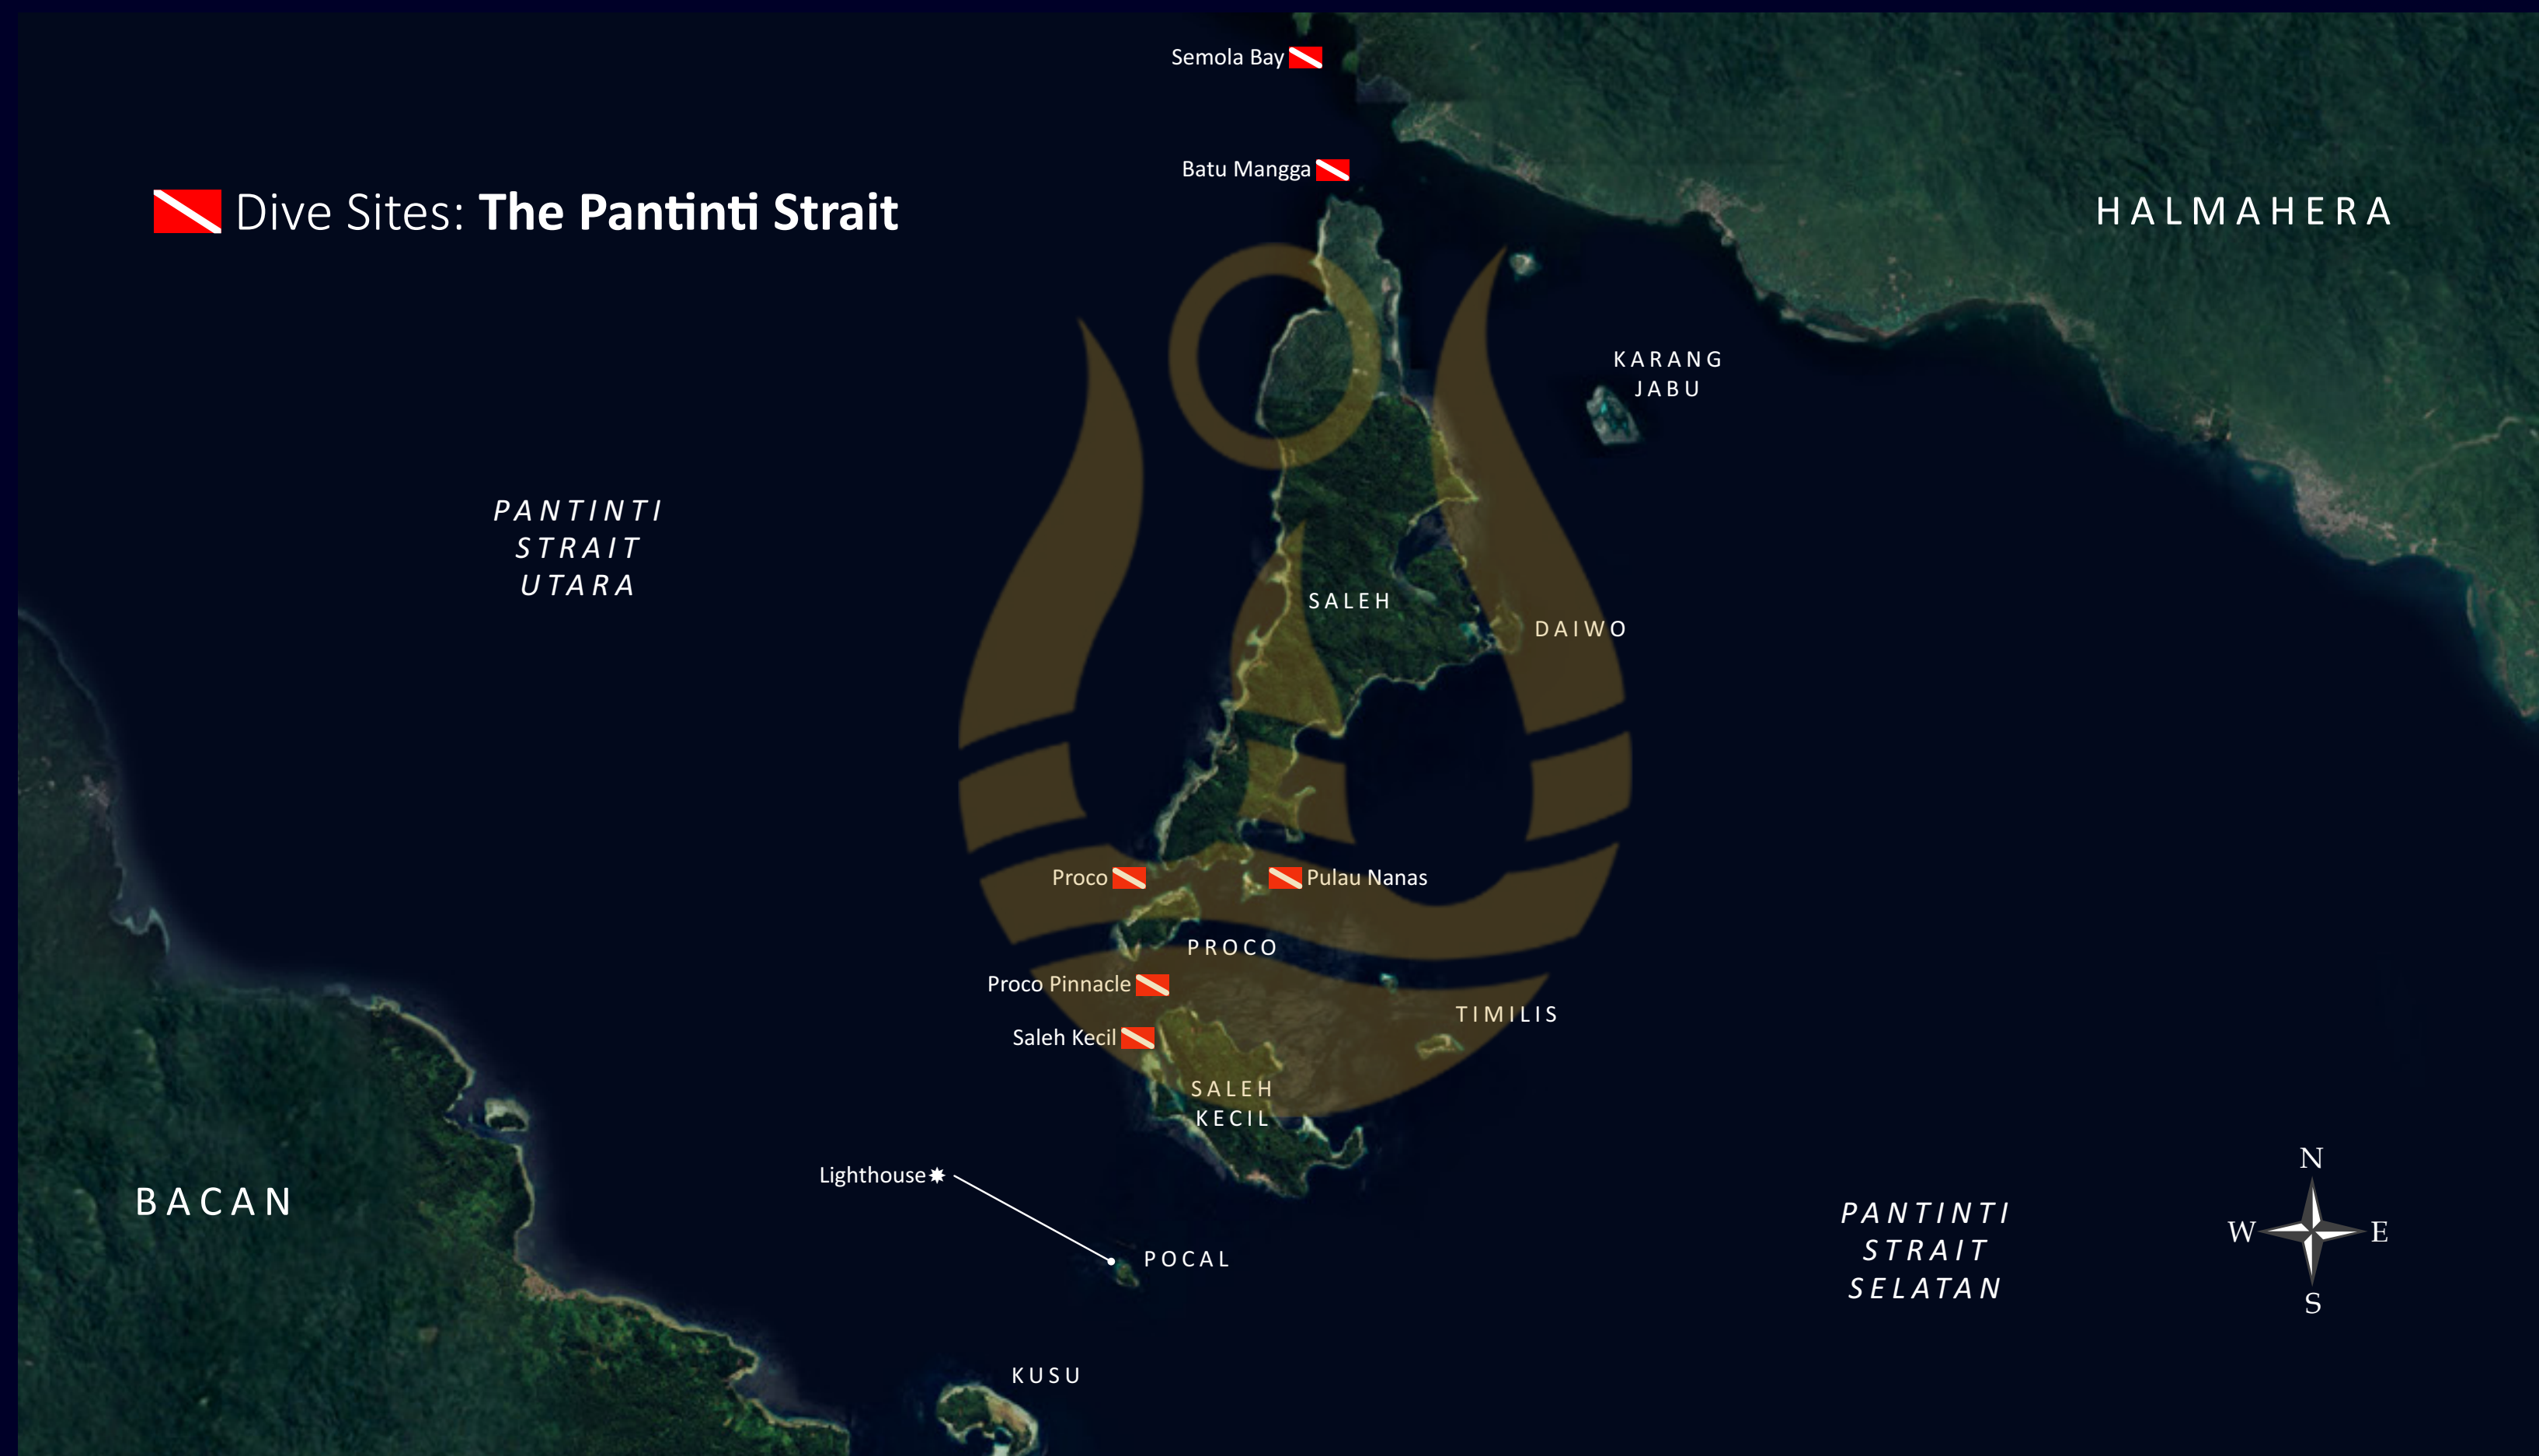 Semola Bay
Batu Mangga
Dive Sites: The Pantinti Strait
HALMAHERA
KARANG
JABU
PANTINTI
STRAIT
UTARA
SALEH
DAIWO
Proco
Pulau Nanas
PROCO
Proco Pinnacle
TIMILIS
Saleh Kecil
SALEH
KECIL
Lighthouse
BACAN
POCAL
PANTINTI
STRAIT
SELATAN
N
W
E
S
KUSU